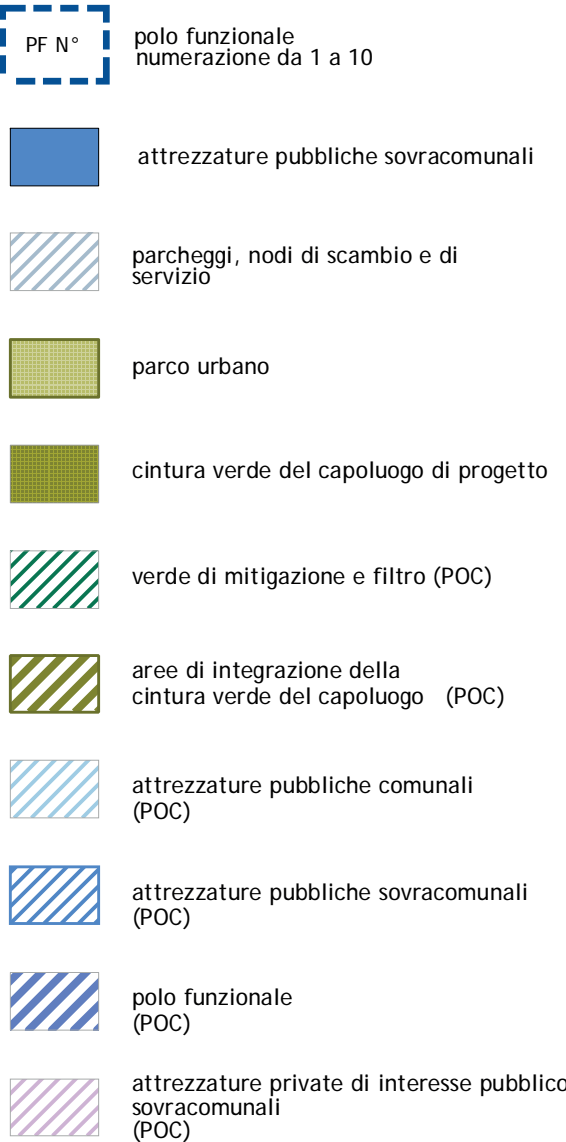 PF N°
polo funzionale
numerazione da 1 a 10
attrezzature pubbliche sovracomunali
parcheggi, nodi di scambio e di
servizio
parco urbano
cintura verde del capoluogo di progetto
verde di mitigazione e filtro (POC)
aree di integrazione della
cintura verde del capoluogo (POC)
attrezzature pubbliche comunali
(POC)
attrezzature pubbliche sovracomunali
(POC)
polo funzionale
(POC)
attrezzature private di interesse pubblico
sovracomunali
(POC)